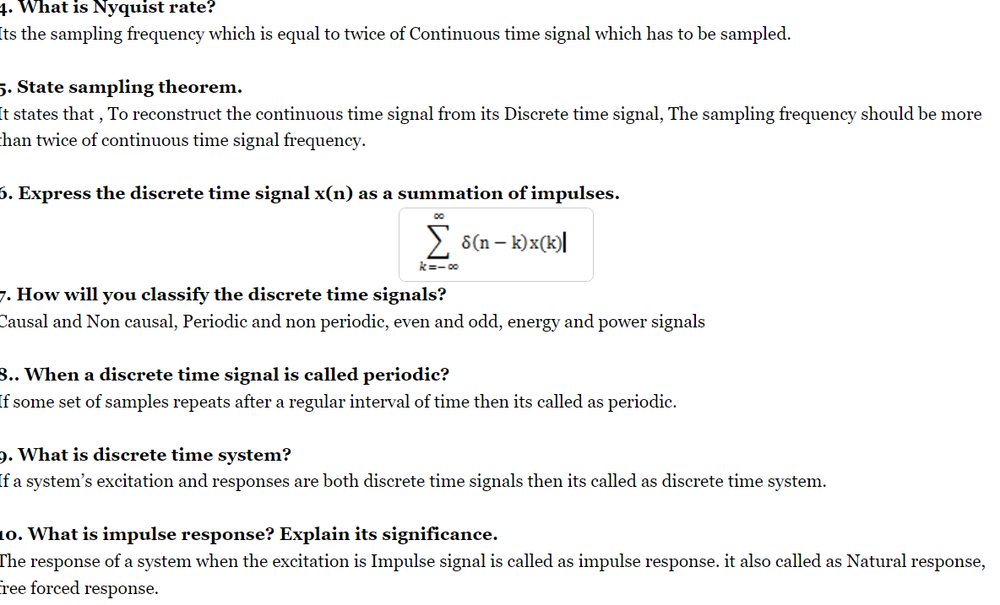 4. What is Nyquist rate?
Its the sampling frequency which is equal to twice of Continuous time signal which has to be sampled.
5. State sampling theorem.
It states that , To reconstruct the continuous time signal from its Discrete time signal, The sampling frequency should be more
than twice of continuous time signal frequency.
6. Express the discrete time signal x(n) as a summation of impulses.
∞
∑ δ(n – k)x(k)
k=–∞
7. How will you classify the discrete time signals?
Causal and Non causal, Periodic and non periodic, even and odd, energy and power signals
8.. When a discrete time signal is called periodic?
If some set of samples repeats after a regular interval of time then its called as periodic.
9. What is discrete time system?
If a system’s excitation and responses are both discrete time signals then its called as discrete time system.
10. What is impulse response? Explain its significance.
The response of a system when the excitation is Impulse signal is called as impulse response. it also called as Natural response,
free forced response.